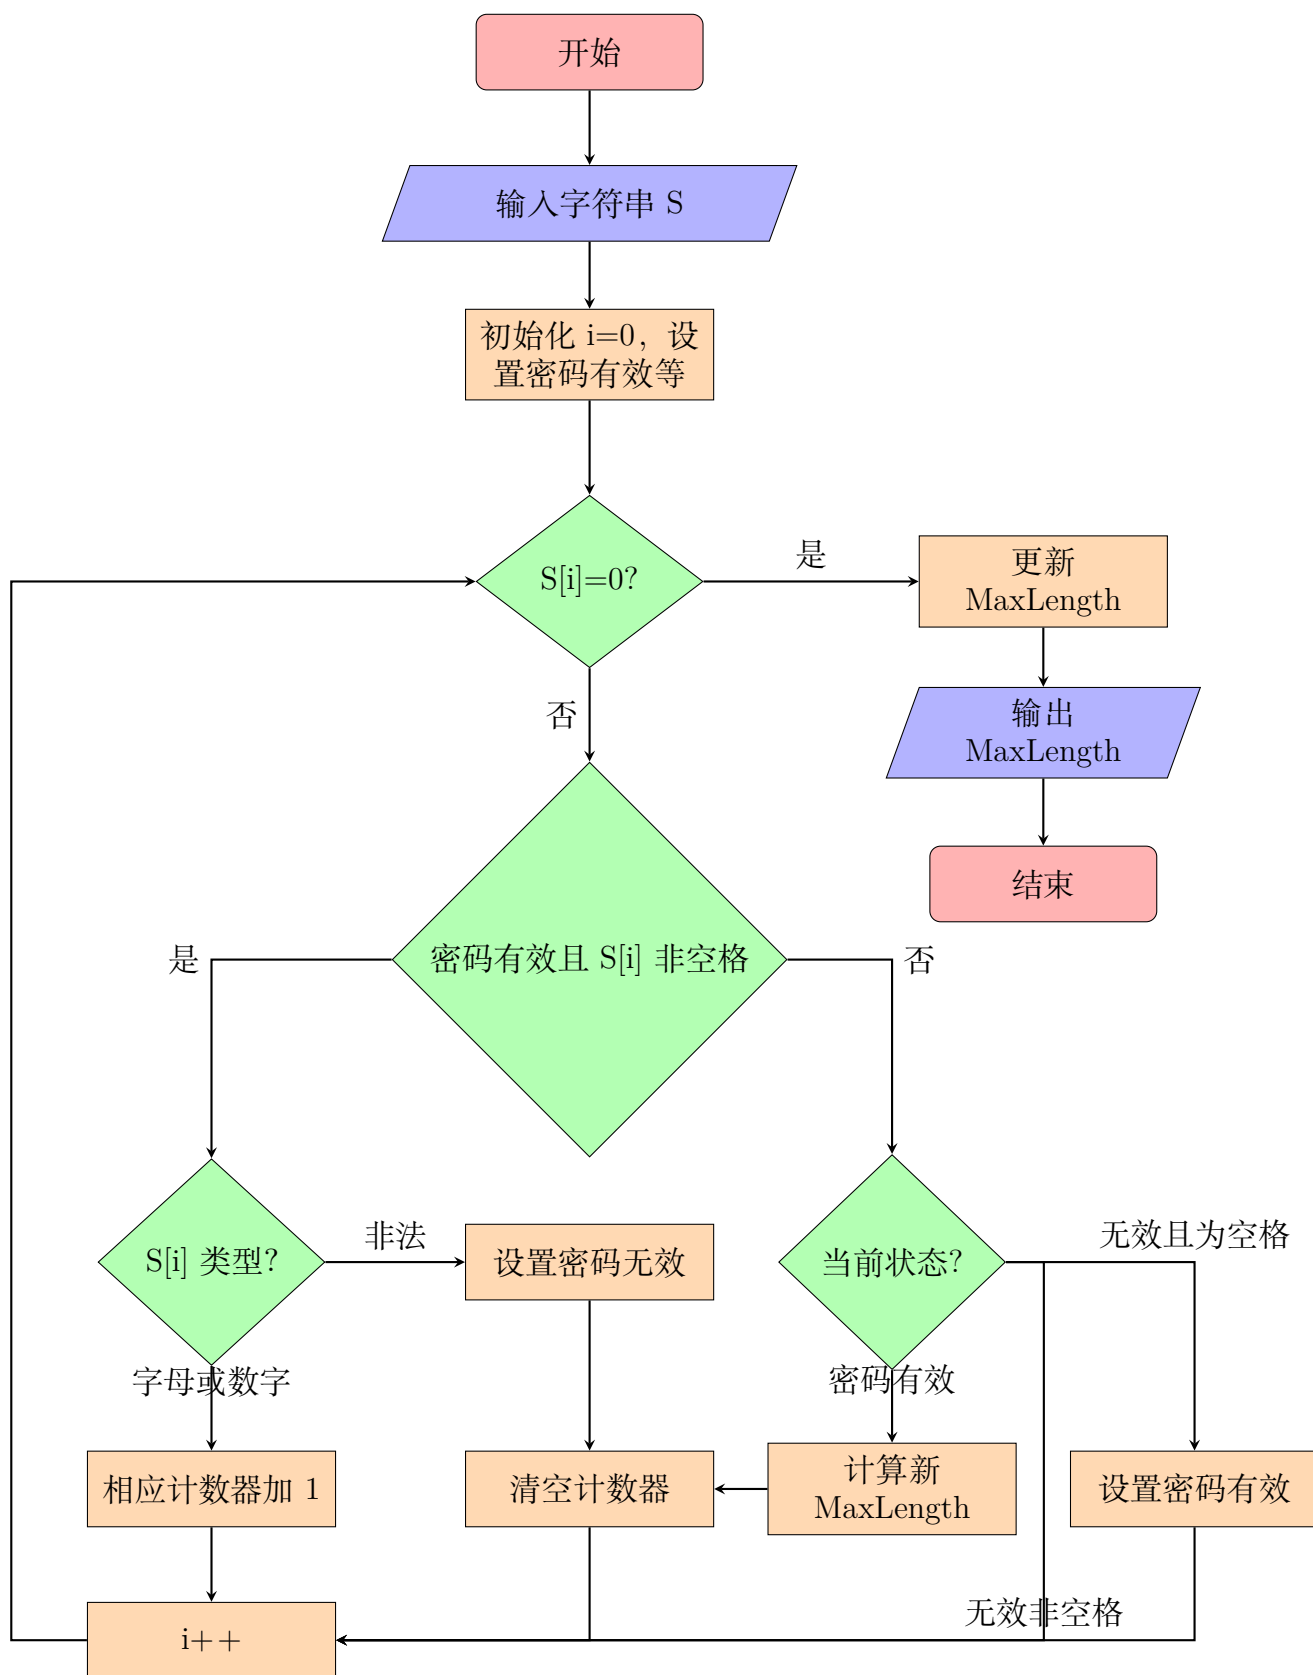 开始
输入字符串 S
初始化 i=0，设
置密码有效等
S[i]=0?
是
更新
MaxLength
否
输出
MaxLength
结束
是
密码有效且 S[i] 非空格
否
S[i] 类型?
非法
设置密码无效
当前状态?
无效且为空格
字母或数字
密码有效
相应计数器加 1
清空计数器
计算新
MaxLength
设置密码有效
无效非空格
i++